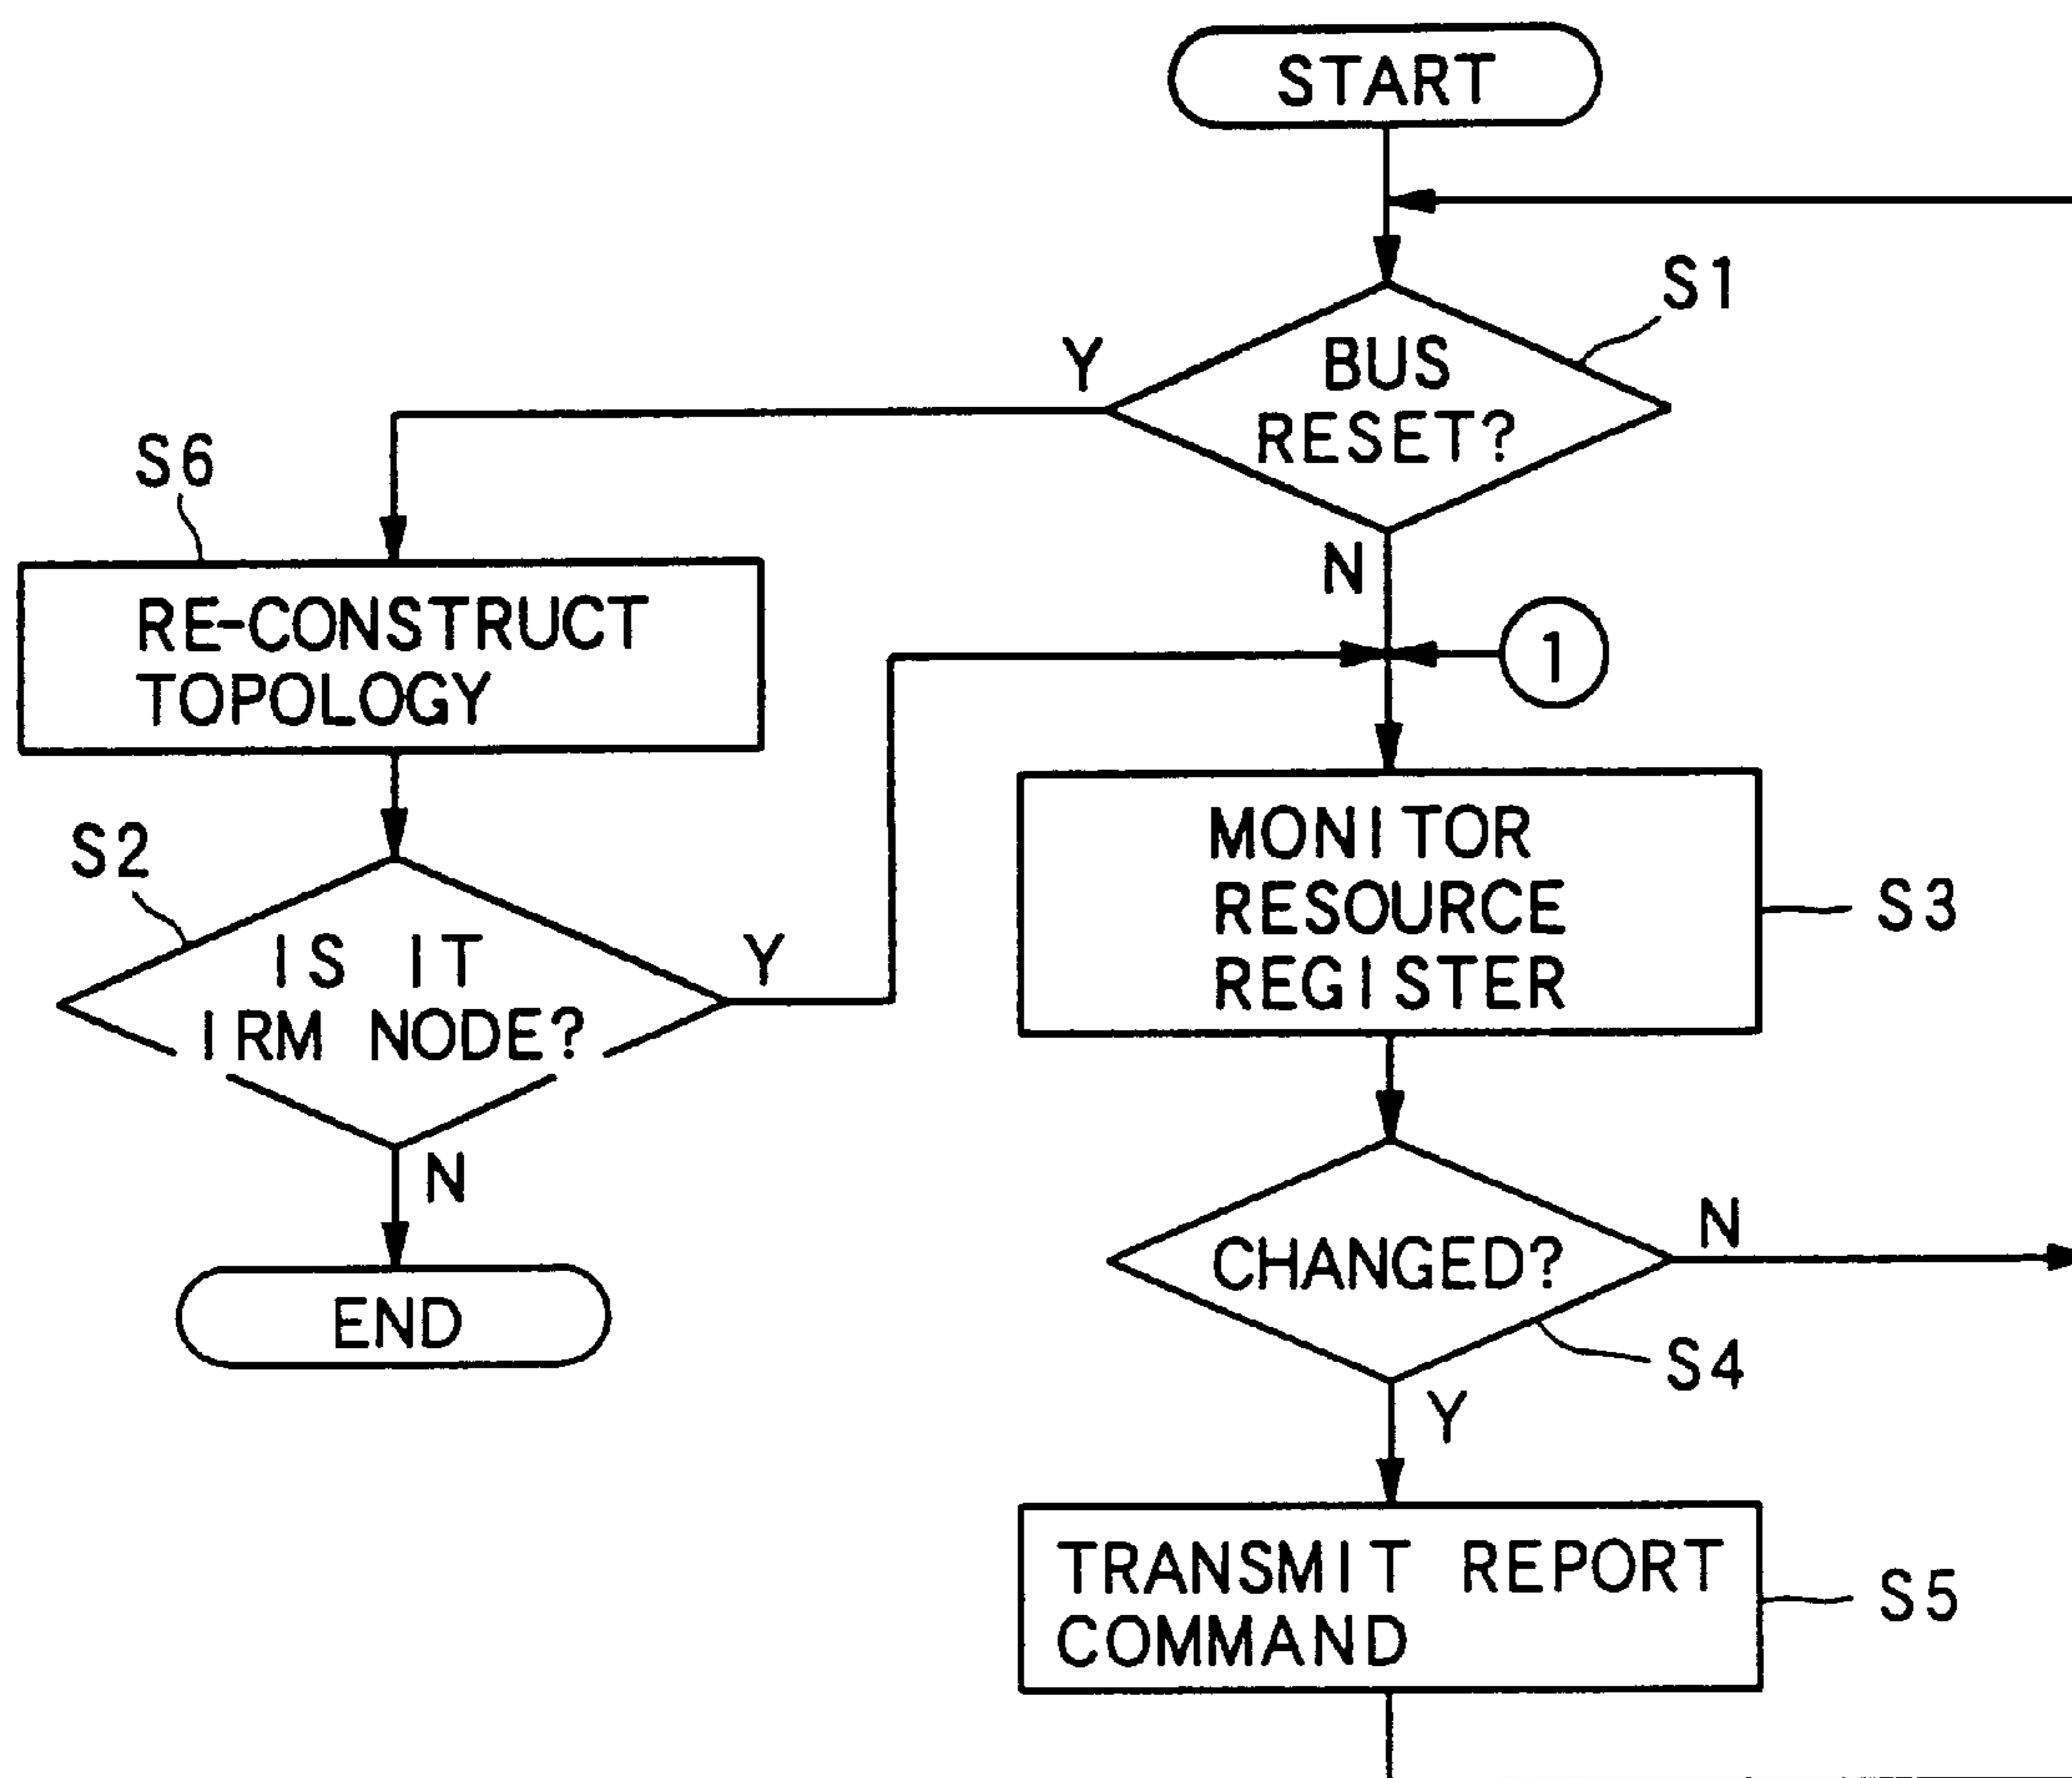 START
S1
BUS
RESET?
Y
N
S6
RE-CONSTRUCT
TOPOLOGY
1
S2
IS IT
IRM NODE?
Y
N
END
MONITOR
RESOURCE
REGISTER
S3
CHANGED?
N
S4
Y
TRANSMIT REPORT
COMMAND
S5